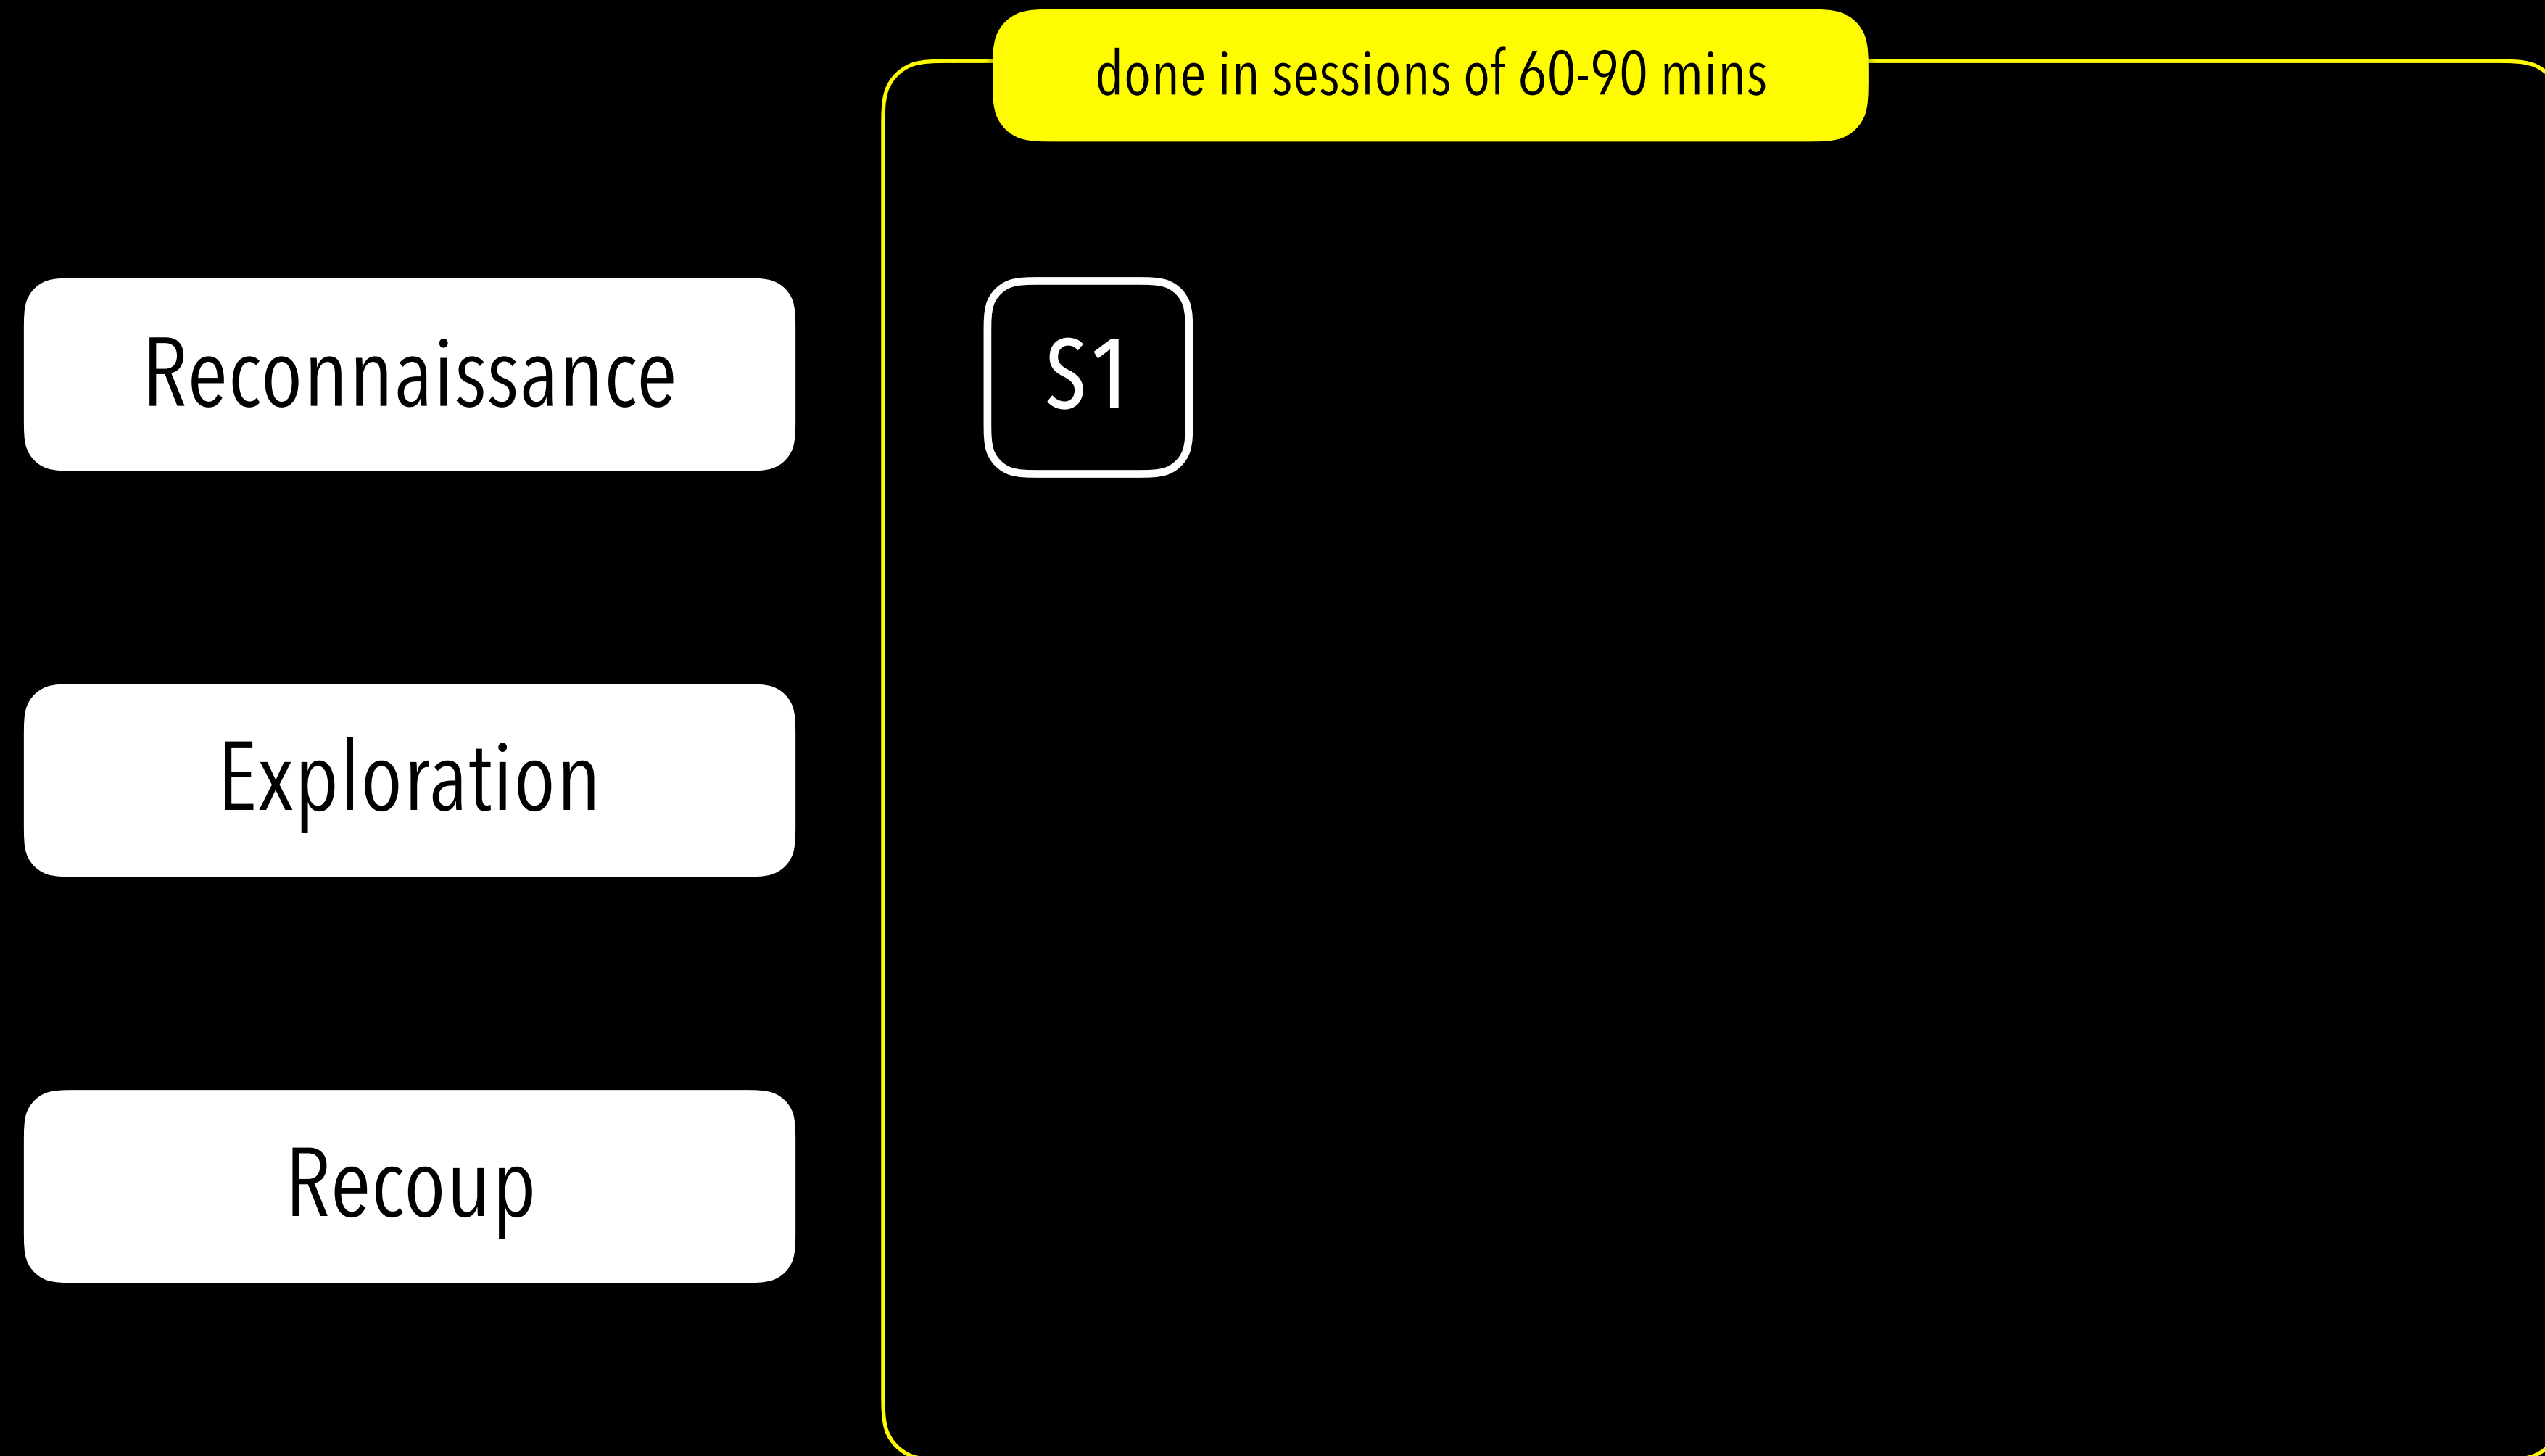 done in sessions of 60-90 mins
Reconnaissance
S1
Exploration
Recoup